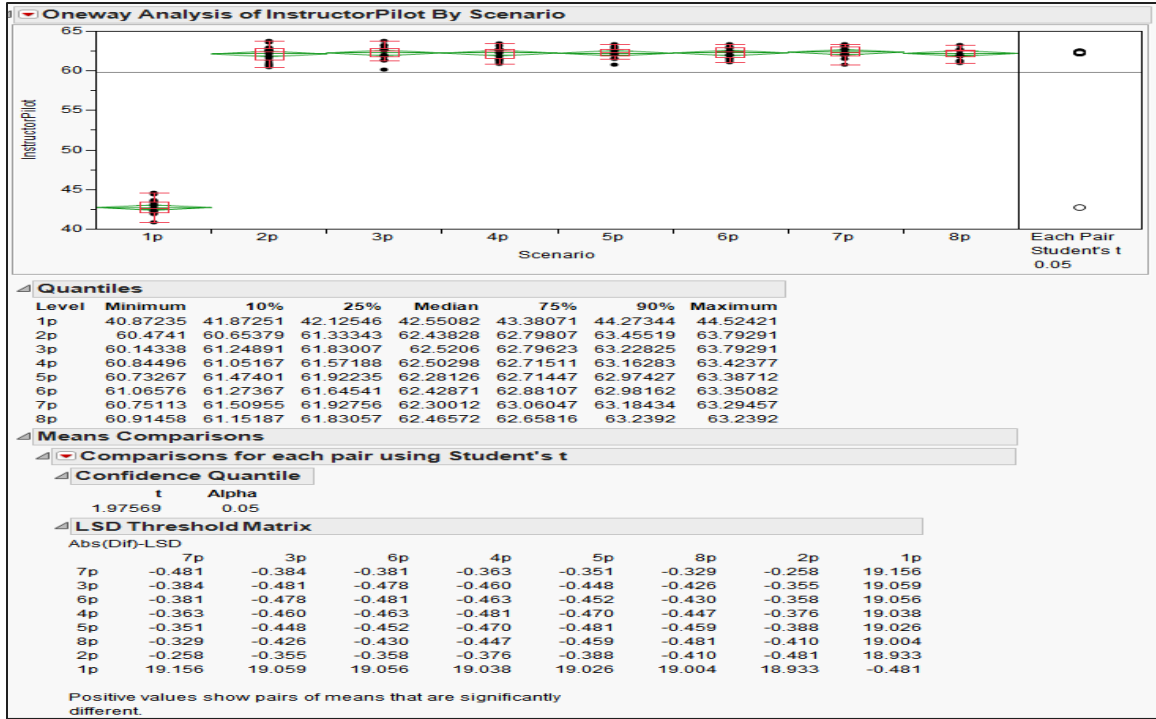 Oneway Analysis of InstructorPilot By Scenario
65
60
55
50
45
40
InstructorPilot
1p 2p 3p 4p 5p 6p 7p 8p
Scenario
Each Pair
Student's t
0.05
Quantiles
Level Minimum 10% 25% Median 75% 90% Maximum
1p 40.87235 41.87251 42.12546 42.55082 43.38071 44.27344 44.52421
2p 60.4741 60.65379 61.33343 62.43828 62.79807 63.45519 63.79291
3p 60.14338 61.24891 61.83007 62.5206 62.79623 63.22825 63.79291
4p 60.84496 61.05167 61.57188 62.50298 62.71511 63.16283 63.42377
5p 60.73267 61.47401 61.92235 62.28126 62.71447 62.97427 63.38712
6p 61.06576 61.27367 61.64541 62.42871 62.88107 62.98162 63.35082
7p 60.75113 61.50955 61.92756 62.30012 63.06047 63.18434 63.29457
8p 60.91458 61.15187 61.83057 62.46572 62.65816 63.2392 63.2392
Means Comparisons
Comparisons for each pair using Student's t
Confidence Quantile
t Alpha
1.97569 0.05
LSD Threshold Matrix
Abs(Dif)-LSD
7p 3p 6p 4p 5p 8p 2p 1p
7p -0.481 -0.384 -0.381 -0.363 -0.351 -0.329 -0.258 19.156
3p -0.384 -0.481 -0.478 -0.460 -0.448 -0.426 -0.355 19.059
6p -0.381 -0.478 -0.481 -0.463 -0.452 -0.430 -0.358 19.056
4p -0.363 -0.460 -0.463 -0.481 -0.470 -0.447 -0.376 19.038
5p -0.351 -0.448 -0.452 -0.470 -0.481 -0.459 -0.388 19.026
8p -0.329 -0.426 -0.430 -0.447 -0.459 -0.481 -0.410 19.004
2p -0.258 -0.355 -0.358 -0.376 -0.388 -0.410 -0.481 18.933
1p 19.156 19.059 19.056 19.038 19.026 19.004 18.933 -0.481
Positive values show pairs of means that are significantly
different.